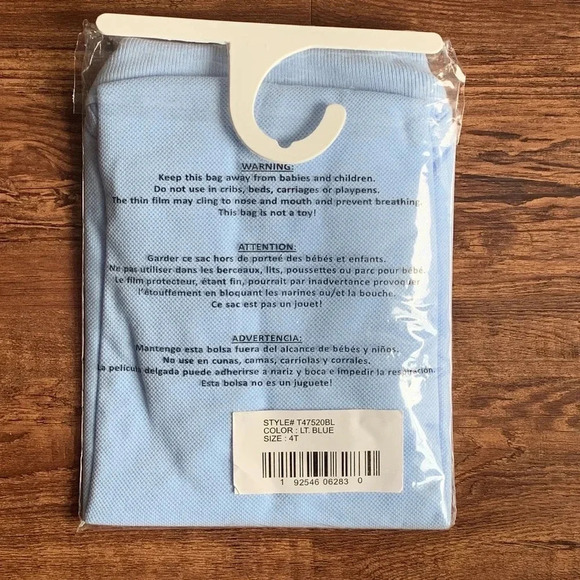 WARNING:
Keep this bag away from babies and children.
Do not use in cribs, beds, carriages or playpens.
The thin film may cling to nose and mouth and prevent breathing.
This bag is not a toy!
ATTENTION:
Garder ce sac hors de porteé des bébés et enfants.
Ne pas utiliser dans les berceaux, lits, poussettes ou parc pour bébé.
Le film protecteur, étant fin, pourrait par inadvertance provoquer
l'étouffement en bloquant les narines ou/et la bouche.
Ce sac est pas un jouet!
ADVERTENCIA:
Mantengo esta bolsa fuera del alcance de bébés y niños.
No use en cunas, camas, carriolas y corrales.
La película delgada puede adherirse a nariz y boca e impedir la respiración.
Esta bolsa no es un juguete!
STYLE# T47520BL
COLOR : LT. BLUE
SIZE : 4T
1 92546 06283 0